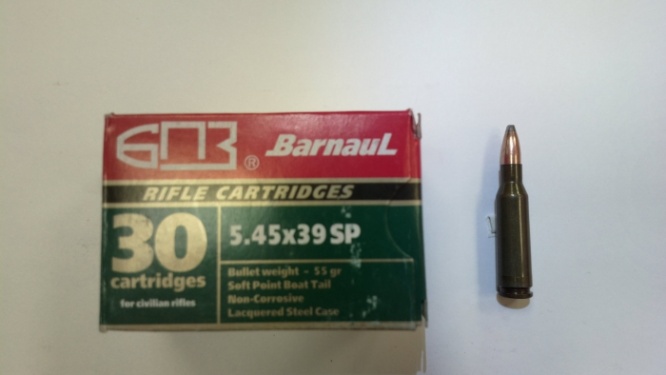 БПЗ ® BarnauL
RIFLE CARTRIDGES
30
cartridges
for civilian rifles
5.45x39 SP
Bullet weight - 55 gr
Soft Point Boat Tail
Non-Corrosive
Lacquered Steel Case